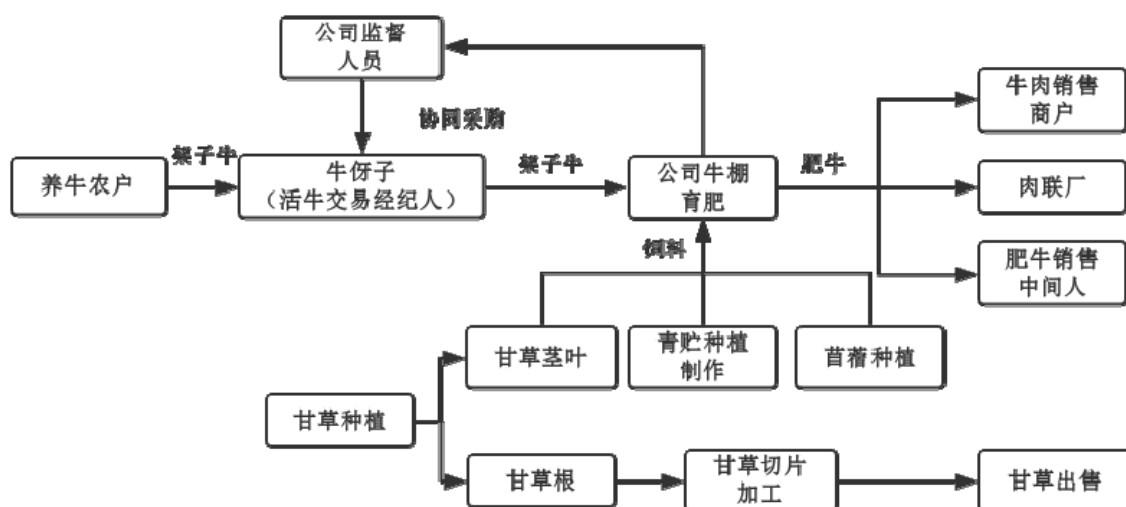 公司监督
人员
协同采购
架子牛
养牛农户
牛伢子
（活牛交易经纪人）
架子牛
公司牛棚
育肥
肥牛
牛肉销售
商户
肉联厂
肥牛销售
中间人
饲料
甘草茎叶
青贮种植
制作
苜蓿种植
甘草种植
甘草根
甘草切片
加工
甘草出售